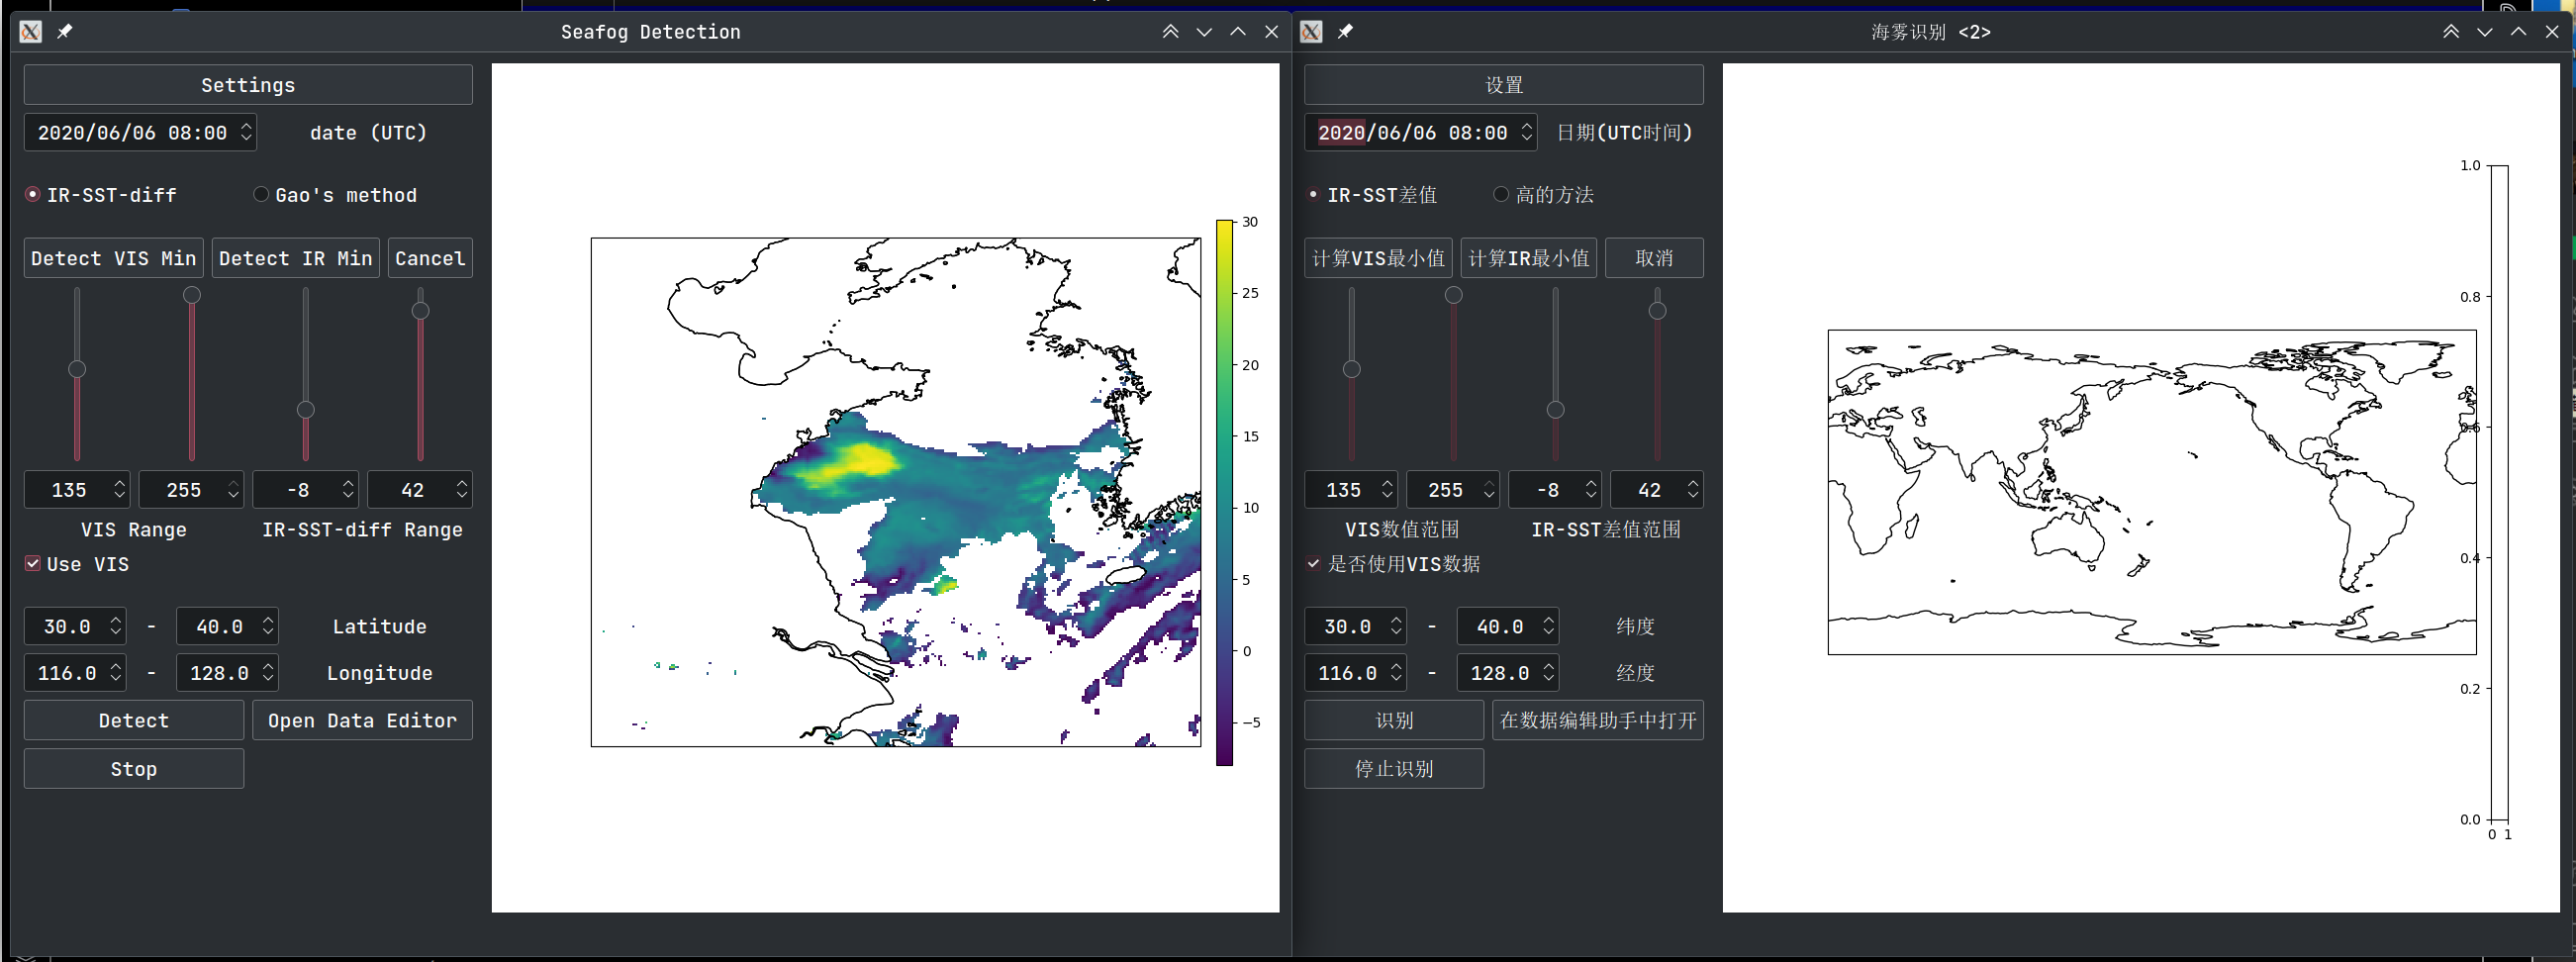 Seafog Detection
Settings
2020/06/06 08:00 date (UTC)
IR-SST-diff Gao's method
Detect VIS Min Detect IR Min Cancel
135 255 -8 42
VIS Range IR-SST-diff Range
Use VIS
30.0 - 40.0 Latitude
116.0 - 128.0 Longitude
Detect Open Data Editor
Stop
30
25
20
15
10
5
0
−5
海雾识别 <2>
设置
2020/06/06 08:00 日期(UTC时间)
IR-SST差值 高的方法
计算VIS最小值 计算IR最小值 取消
135 255 -8 42
VIS数值范围 IR-SST差值范围
是否使用VIS数据
30.0 - 40.0 纬度
116.0 - 128.0 经度
识别 在数据编辑助手中打开
停止识别
1.0
0.8
0.6
0.4
0.2
0.0
0 1